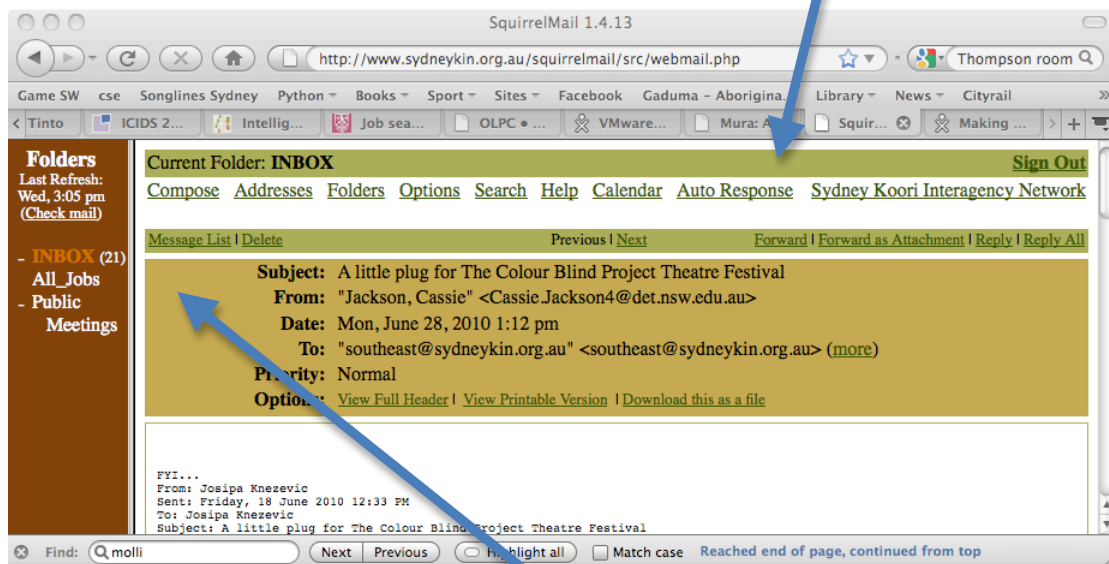 SquirrelMail 1.4.13
http://www.sydneykin.org.au/squirrelmail/src/webmail.php Thompson room
Game SW cse Songlines Sydney Python Books Sport Sites Facebook Gaduma – Aborigina... Library News Cityrail »
Tinto ICIDS 2... Intellig... Job sea... OLPC • ... VMware... Mura: Squir... Making ...
Folders
Last Refresh:
Wed, 3:05 pm
(Check mail)
- INBOX (21)
All_Jobs
- Public
Meetings
Current Folder: INBOX Sign Out
Compose Addresses Folders Options Search Help Calendar Auto Response Sydney Koori Interagency Network
Message List | Delete Previous | Next Forward | Forward as Attachment | Reply | Reply All
Subject: A little plug for The Colour Blind Project Theatre Festival
From: "Jackson, Cassie" <Cassie.Jackson4@det.nsw.edu.au>
Date: Mon, June 28, 2010 1:12 pm
To: "southeast@sydneykin.org.au" <southeast@sydneykin.org.au> (more)
Priority: Normal
Options: View Full Header | View Printable Version | Download this as a file
FYI...
From: Josipa Knezevic
Sent: Friday, 18 June 2010 12:33 PM
To: Josipa Knezevic
Subject: A little plug for The Colour Blind Project Theatre Festival
Find: molli Next Previous Highlight all Match case Reached end of page, continued from top